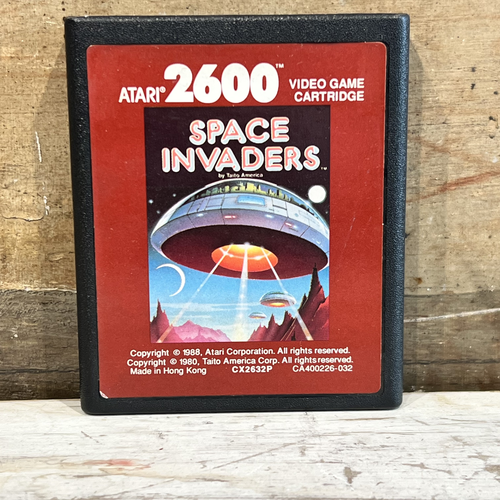 ATARI® 2600™ VIDEO GAME CARTRIDGE
SPACE
INVADERS™
by Taito America
Copyright © 1988, Atari Corporation. All rights reserved.
Copyright © 1980, Taito America Corp. All rights reserved.
Made in Hong Kong CX2632P CA400226-032